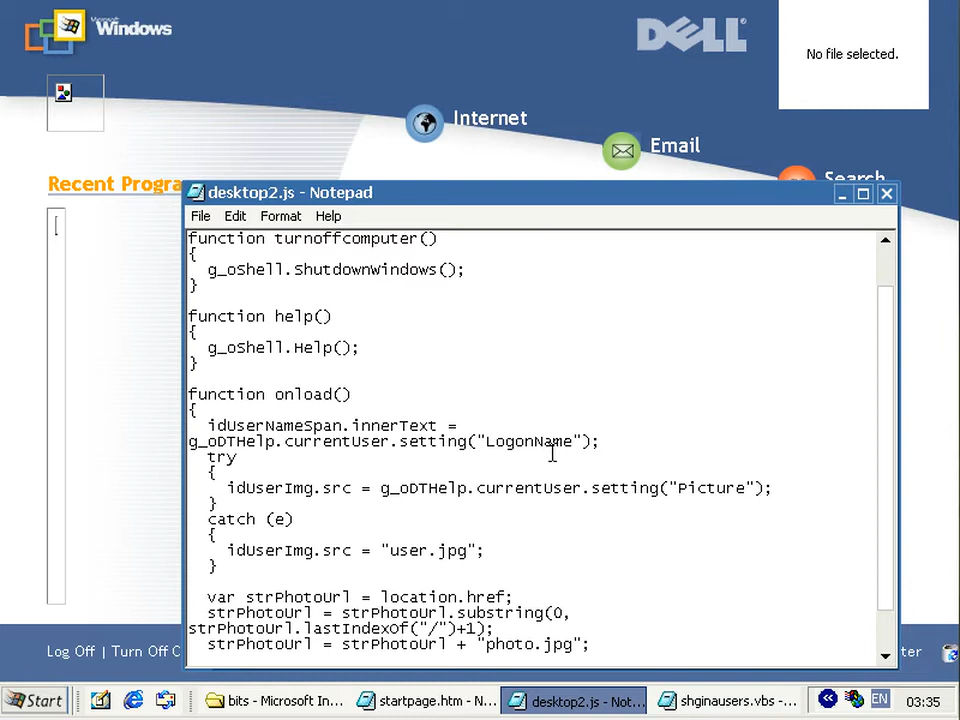 Microsoft
Windows
DELL
No file selected.
Internet
Email
Search
Recent Progra
[
desktop2.js - Notepad
File Edit Format Help
function turnoffcomputer()
{
g_oShell.ShutdownWindows();
}
function help()
{
g_oShell.Help();
}
function onload()
{
idUserNameSpan.innerText =
g_oDTHelp.currentUser.setting("LogonName");
try
{
idUserImg.src = g_oDTHelp.currentUser.setting("Picture");
}
catch (e)
{
idUserImg.src = "user.jpg";
}
var strPhotoUrl = location.href;
strPhotoUrl = strPhotoUrl.substring(0,
strPhotoUrl.lastIndexOf("/")+1);
strPhotoUrl = strPhotoUrl + "photo.jpg";
Log Off | Turn Off C
ter
Start bits - Microsoft In... startpage.htm - N... desktop2.js - Not... shginausers.vbs -... EN 03:35